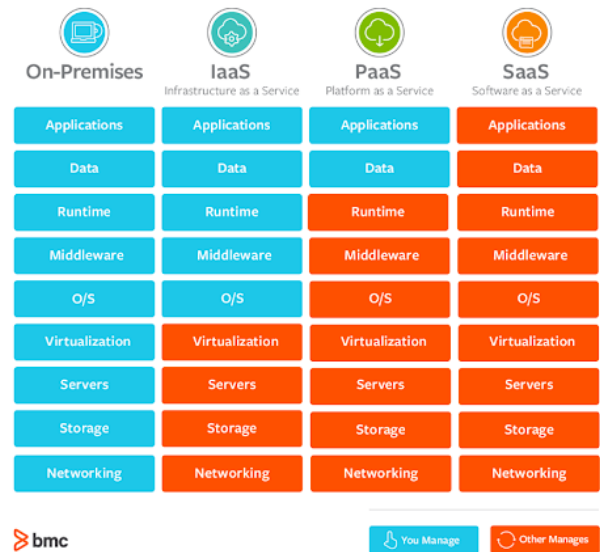 On-Premises IaaS PaaS SaaS
Infrastructure as a Service Platform as a Service Software as a Service
Applications Applications Applications Applications
Data Data Data Data
Runtime Runtime Runtime Runtime
Middleware Middleware Middleware Middleware
O/S O/S O/S O/S
Virtualization Virtualization Virtualization Virtualization
Servers Servers Servers Servers
Storage Storage Storage Storage
Networking Networking Networking Networking
bmc You Manage Other Manages